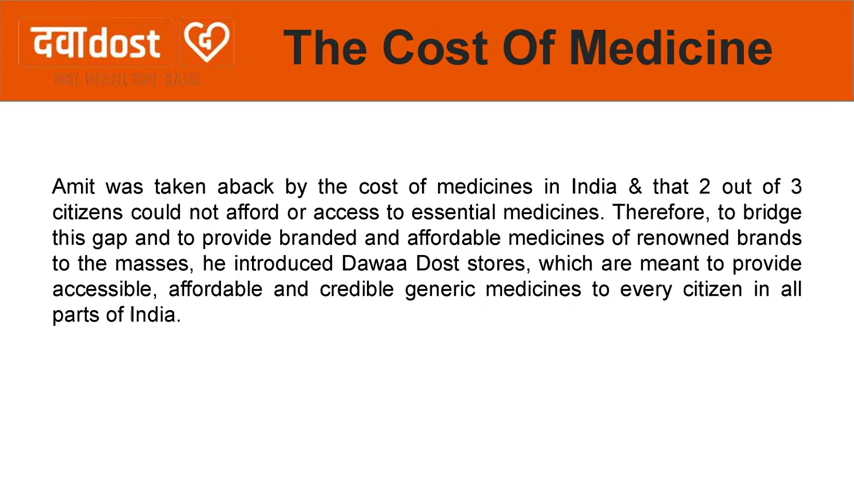 दवाdost
The Cost Of Medicine
Amit was taken aback by the cost of medicines in India & that 2 out of 3
citizens could not afford or access to essential medicines. Therefore, to bridge
this gap and to provide branded and affordable medicines of renowned brands
to the masses, he introduced Dawaa Dost stores, which are meant to provide
accessible, affordable and credible generic medicines to every citizen in all
parts of India.